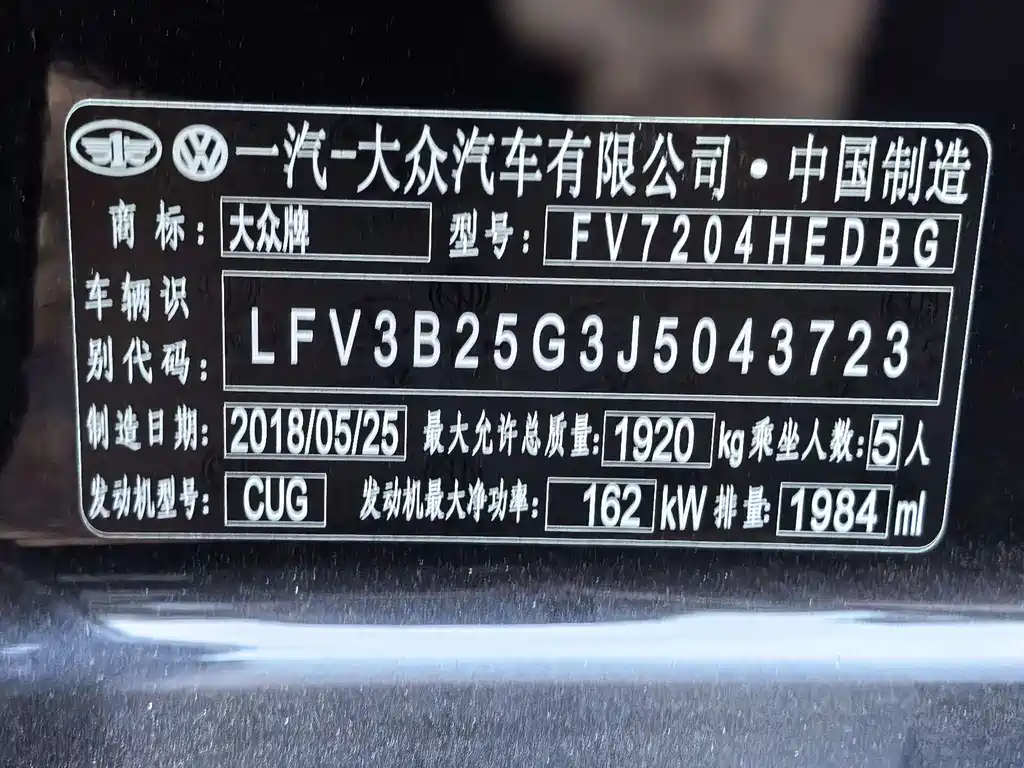 一汽-大众汽车有限公司·中国制造
商标: 大众牌 型号: FV7204HEDBG
车辆识
别代码: LFV3B25G3J5043723
制造日期: 2018/05/25 最大允许总质量: 1920 kg 乘坐人数: 5 人
发动机型号: CUG 发动机最大净功率: 162 kW 排量: 1984 ml